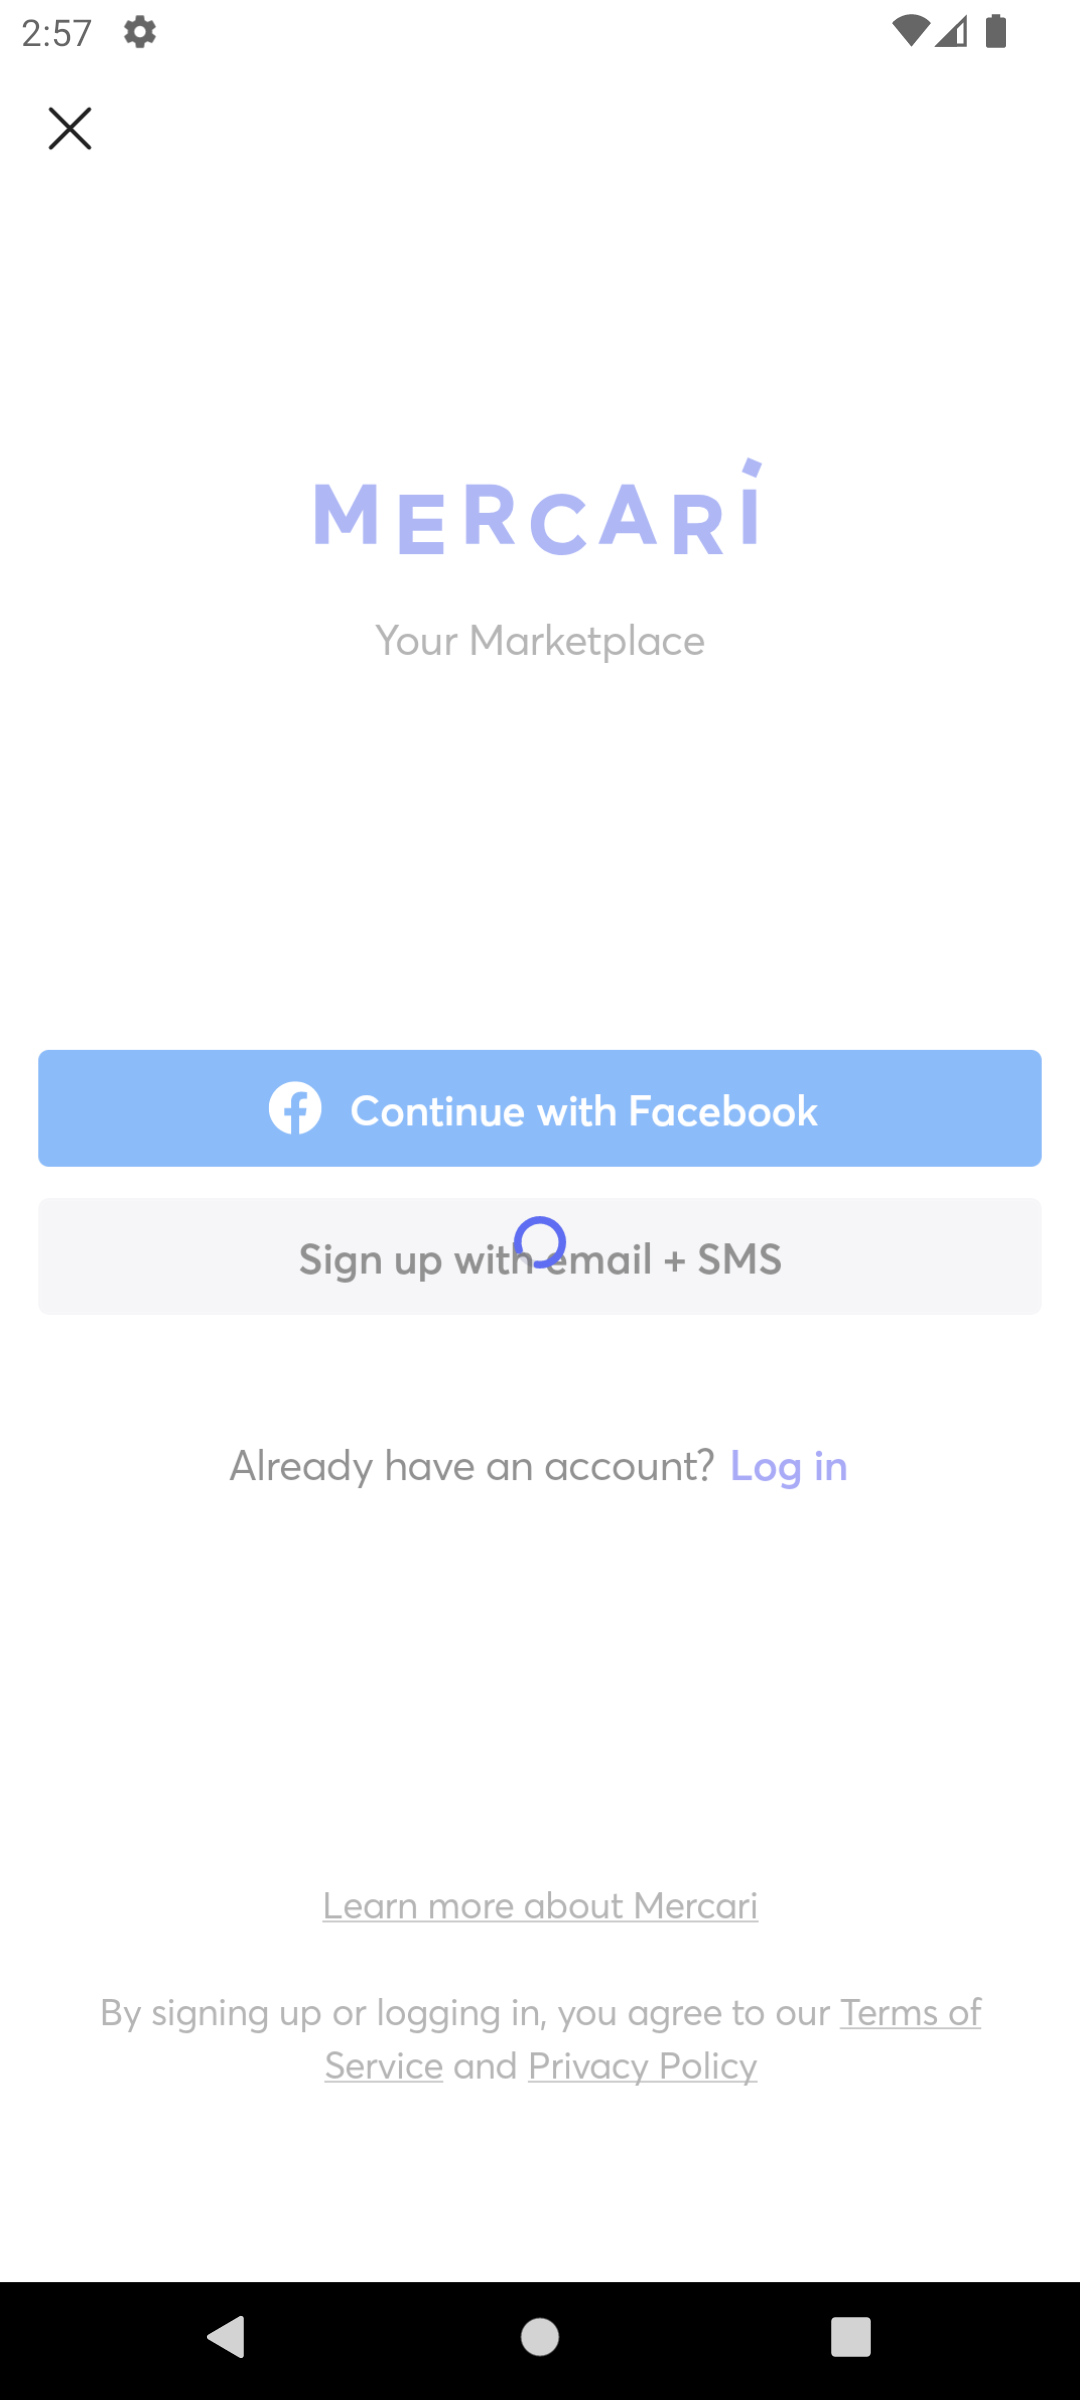 2:57
MERCARI
Your Marketplace
Continue with Facebook
Sign up with email + SMS
Already have an account? Log in
Learn more about Mercari
By signing up or logging in, you agree to our Terms of
Service and Privacy Policy